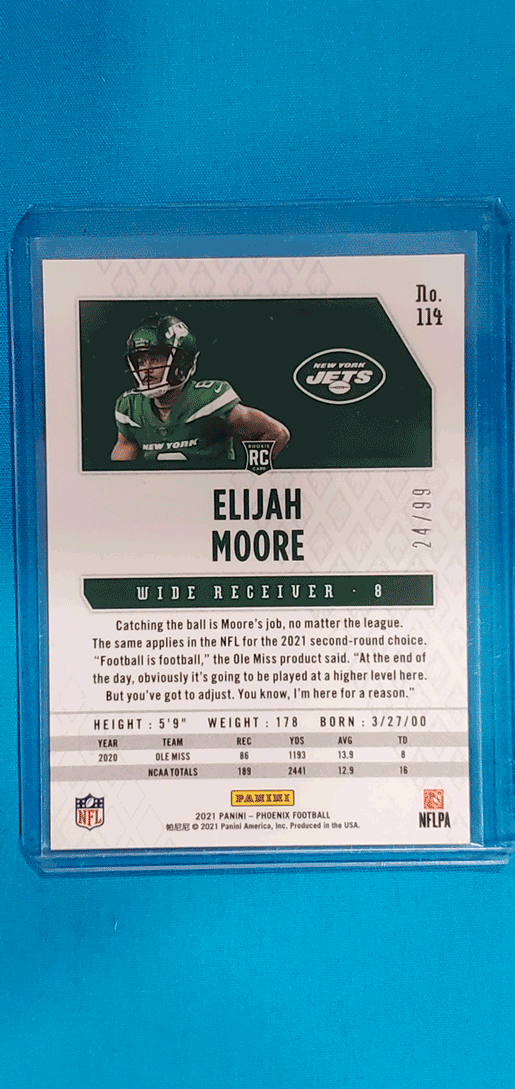 No.
114
NEW YORK
JETS
NEW YORK
8
ROOKIE
RC
CARD
ELIJAH
MOORE
24/99
WIDE RECEIVER · 8
Catching the ball is Moore's job, no matter the league.
The same applies in the NFL for the 2021 second-round choice.
"Football is football," the Ole Miss product said. "At the end of
the day, obviously it's going to be played at a higher level here.
But you've got to adjust. You know, I'm here for a reason."
HEIGHT : 5'9" WEIGHT : 178 BORN : 3/27/00
YEAR TEAM REC YDS AVG TD
2020 OLE MISS 86 1193 13.9 8
NCAA TOTALS 189 2441 12.9 16
PANINI
NFL
2021 PANINI – PHOENIX FOOTBALL
帕尼尼 © 2021 Panini America, Inc. Produced in the USA.
NFLPA